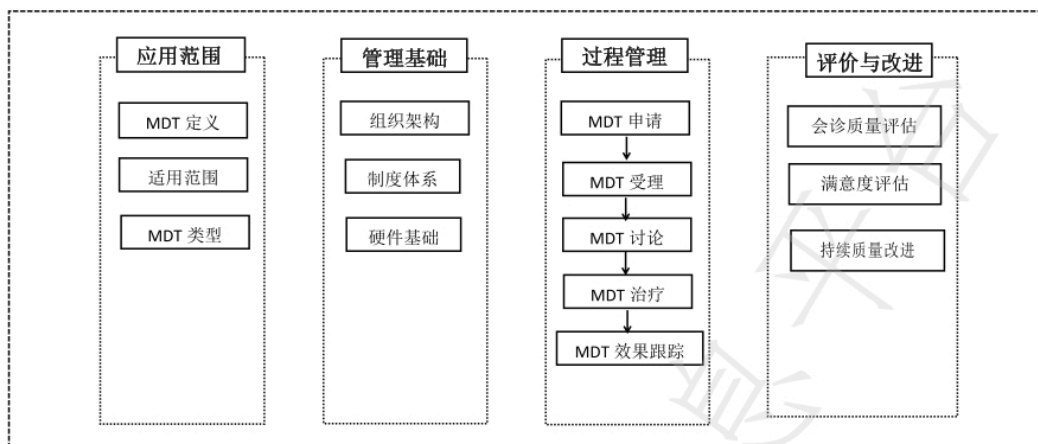 应用范围
MDT 定义
适用范围
MDT 类型
管理基础
组织架构
制度体系
硬件基础
过程管理
MDT 申请
MDT 受理
MDT 讨论
MDT 治疗
MDT 效果跟踪
评价与改进
会诊质量评估
满意度评估
持续质量改进